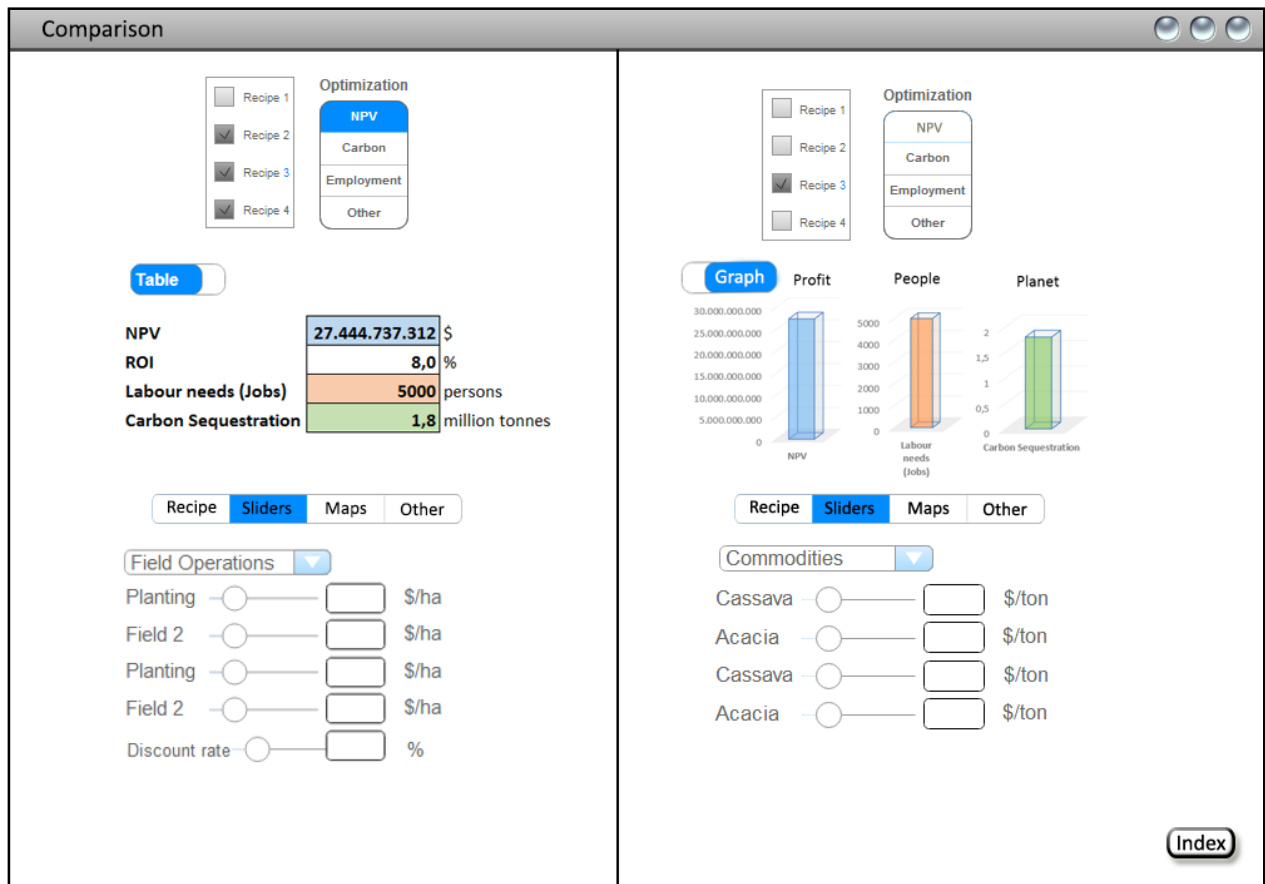 Comparison
Recipe 1
Recipe 2
Recipe 3
Recipe 4
Optimization
NPV
Carbon
Employment
Other
Table
NPV 27.444.737.312 $
ROI 8,0 %
Labour needs (Jobs) 5000 persons
Carbon Sequestration 1,8 million tonnes
Recipe Sliders Maps Other
Field Operations
Planting $/ha
Field 2 $/ha
Planting $/ha
Field 2 $/ha
Discount rate %
Recipe 1
Recipe 2
Recipe 3
Recipe 4
Optimization
NPV
Carbon
Employment
Other
Graph
Profit
30.000.000.000
25.000.000.000
20.000.000.000
15.000.000.000
10.000.000.000
5.000.000.000
0
NPV
People
5000
4000
3000
2000
1000
0
Labour
needs
(Jobs)
Planet
2
1,5
1
0,5
0
Carbon Sequestration
Recipe Sliders Maps Other
Commodities
Cassava $/ton
Acacia $/ton
Cassava $/ton
Acacia $/ton
Index